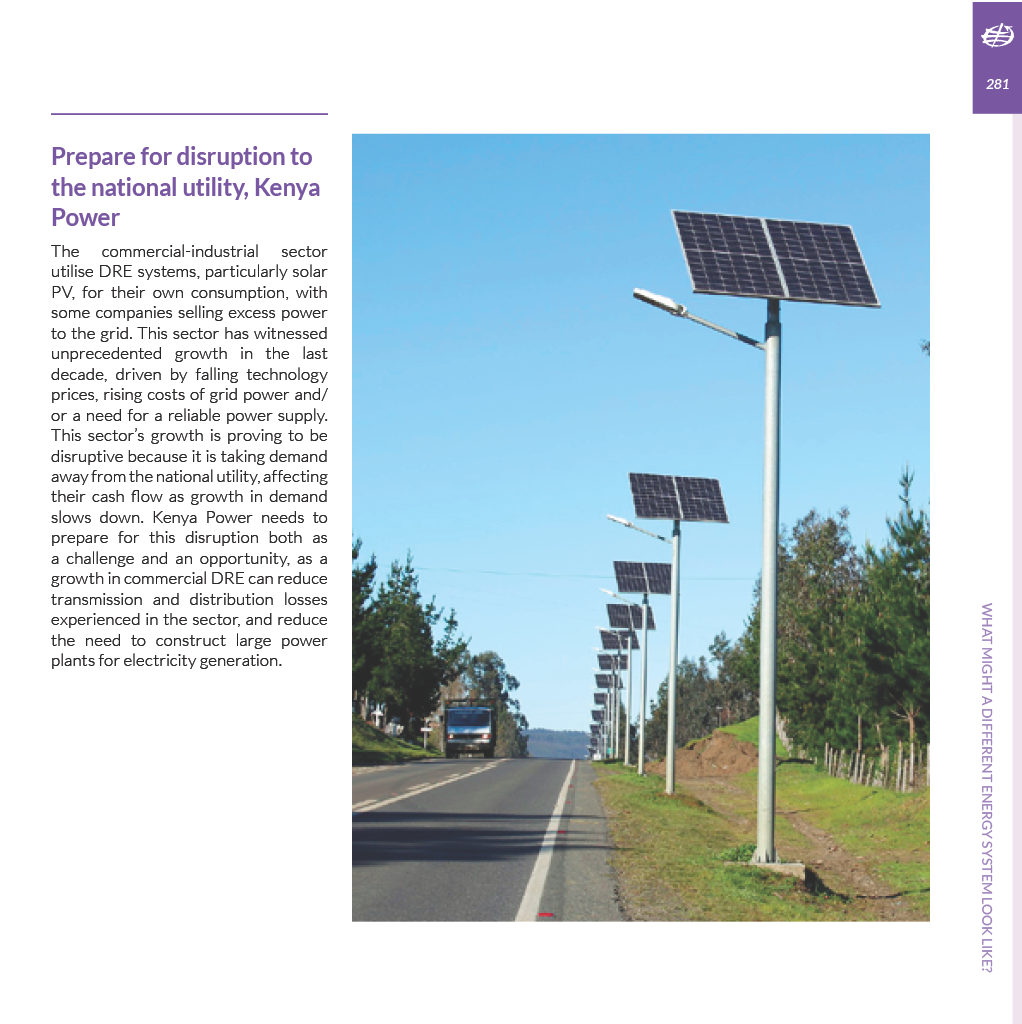 281
Prepare for disruption to
the national utility, Kenya
Power
The commercial-industrial sector
utilise DRE systems, particularly solar
PV, for their own consumption, with
some companies selling excess power
to the grid. This sector has witnessed
unprecedented growth in the last
decade, driven by falling technology
prices, rising costs of grid power and/
or a need for a reliable power supply.
This sector’s growth is proving to be
disruptive because it is taking demand
away from the national utility, affecting
their cash flow as growth in demand
slows down. Kenya Power needs to
prepare for this disruption both as
a challenge and an opportunity, as a
growth in commercial DRE can reduce
transmission and distribution losses
experienced in the sector, and reduce
the need to construct large power
plants for electricity generation.
WHAT MIGHT A DIFFERENT ENERGY SYSTEM LOOK LIKE?